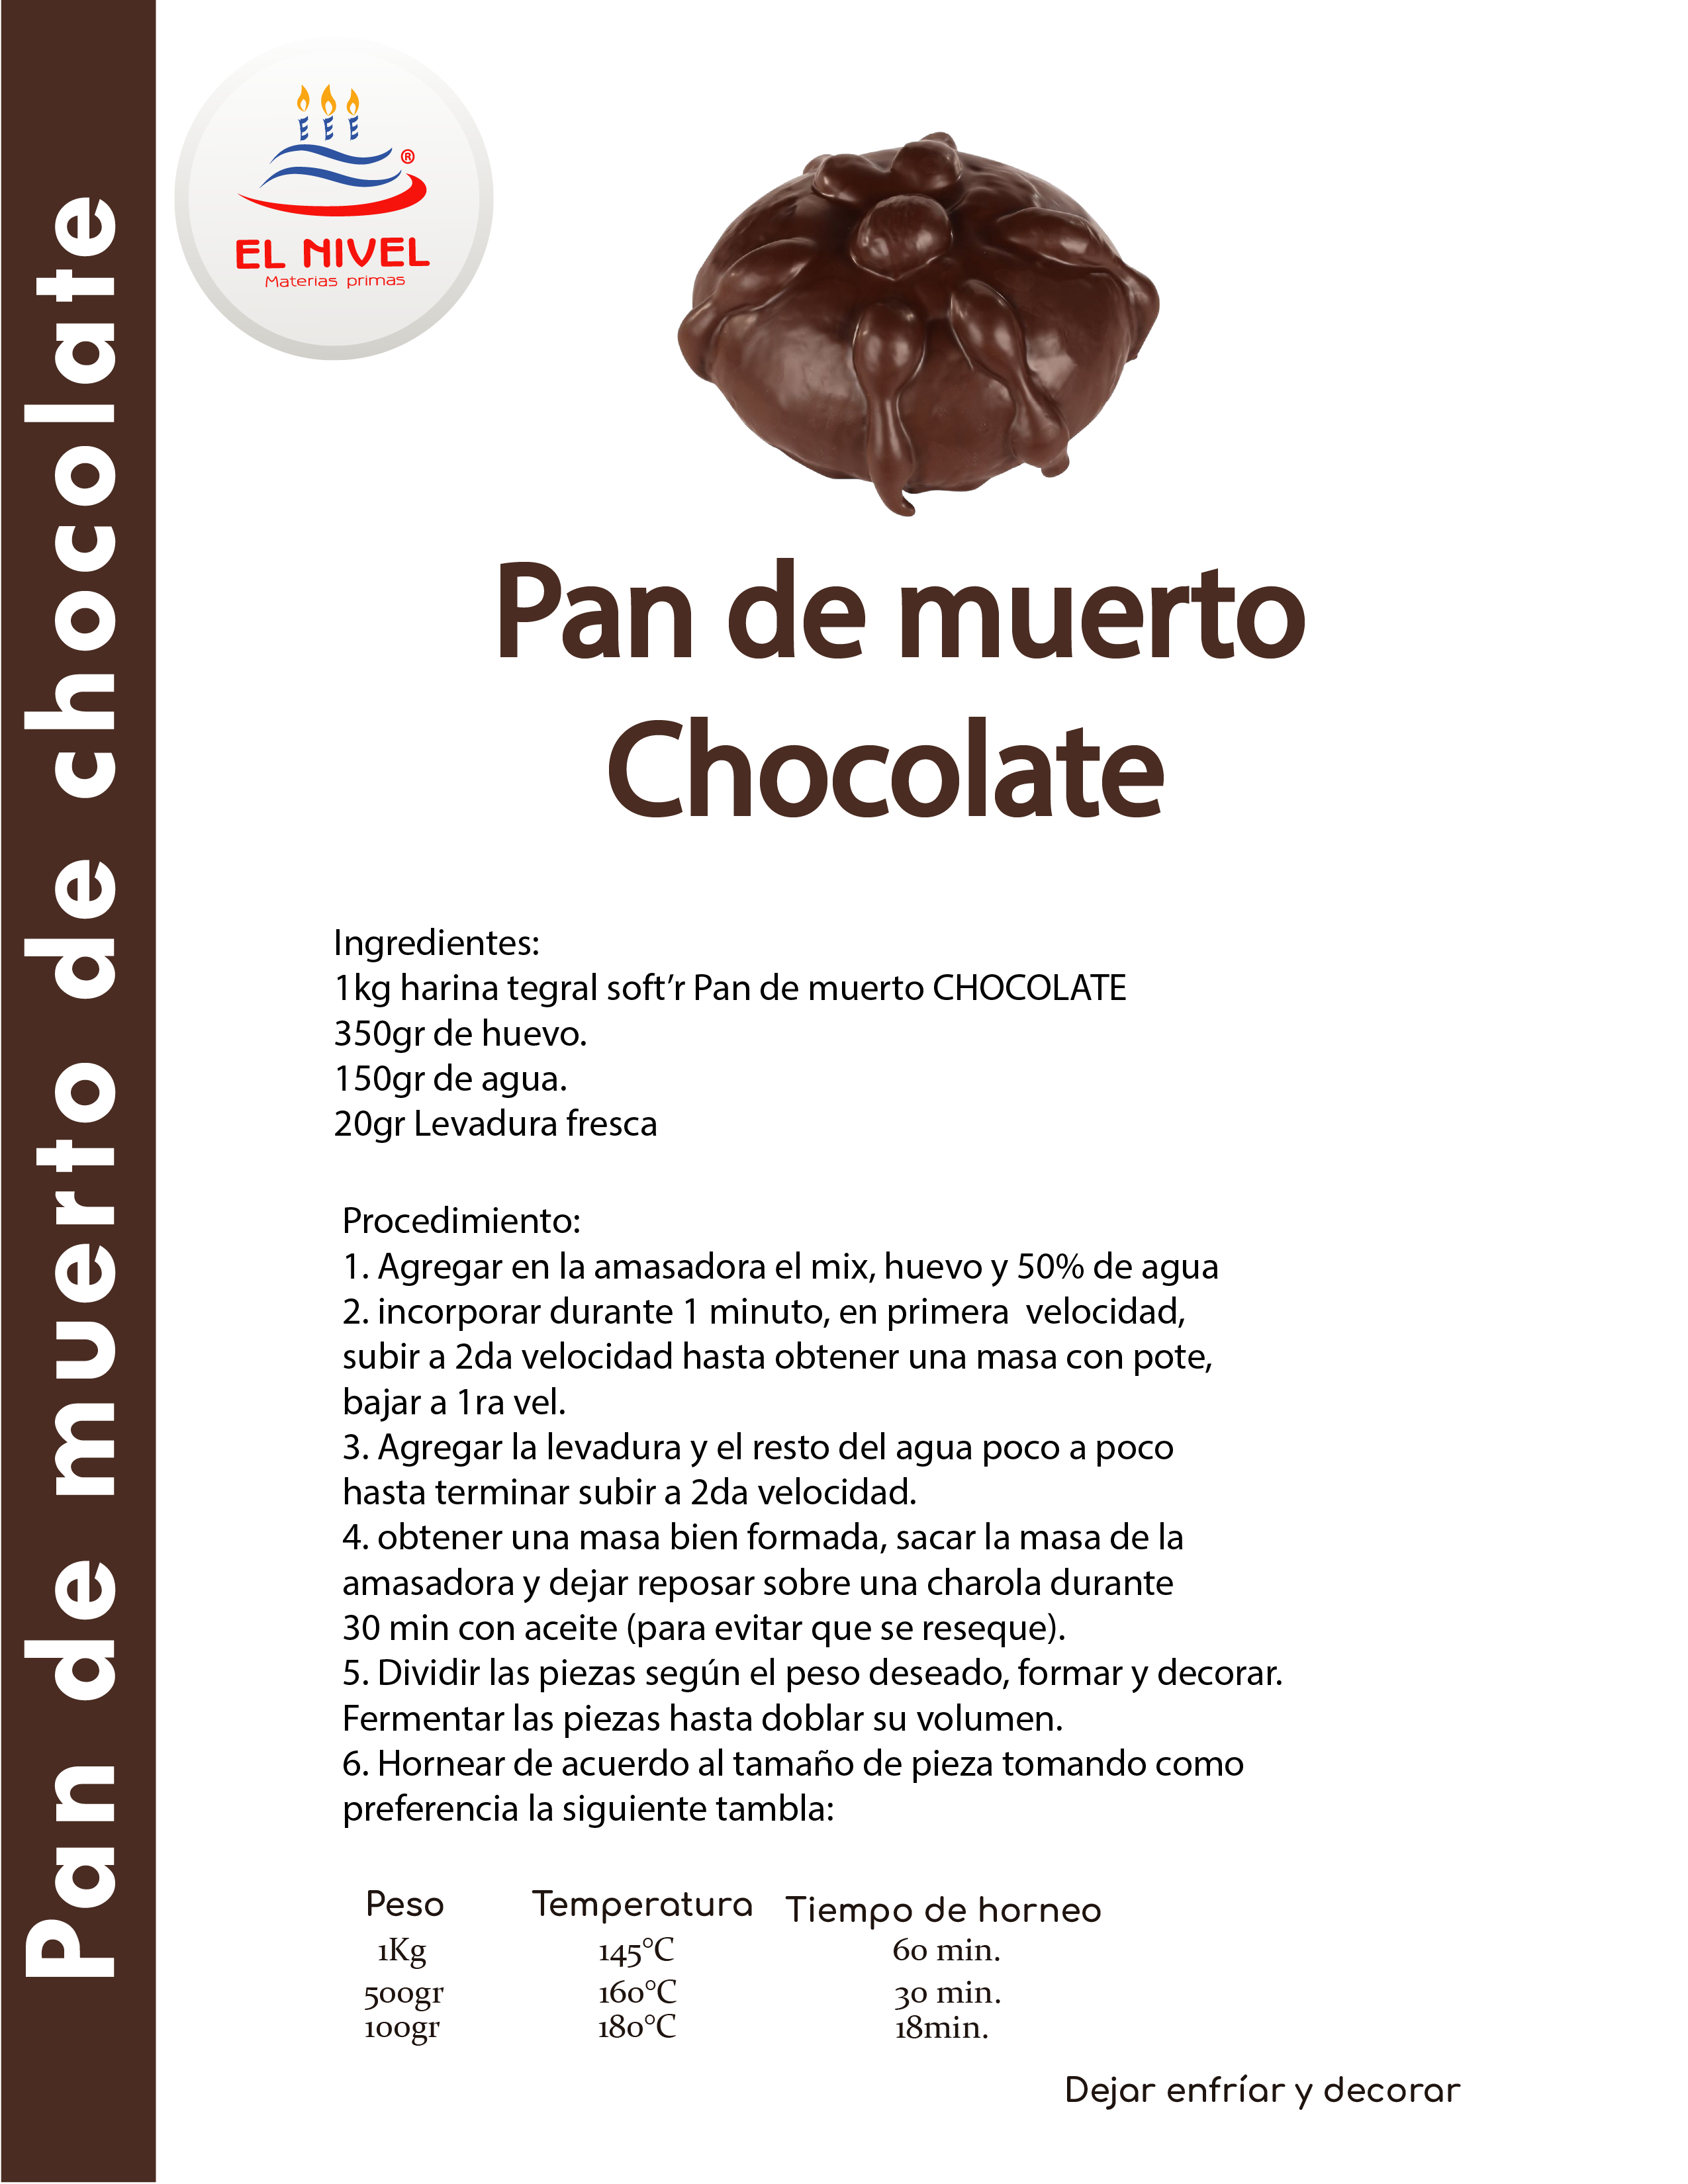 Pan de muerto de chocolate
®
EL NIVEL
Materias primas
Pan de muerto
Chocolate
Ingredientes:
1kg harina tegral soft’r Pan de muerto CHOCOLATE
350gr de huevo.
150gr de agua.
20gr Levadura fresca
Procedimiento:
1. Agregar en la amasadora el mix, huevo y 50% de agua
2. incorporar durante 1 minuto, en primera  velocidad,
subir a 2da velocidad hasta obtener una masa con pote,
bajar a 1ra vel.
3. Agregar la levadura y el resto del agua poco a poco
hasta terminar subir a 2da velocidad.
4. obtener una masa bien formada, sacar la masa de la
amasadora y dejar reposar sobre una charola durante
30 min con aceite (para evitar que se reseque).
5. Dividir las piezas según el peso deseado, formar y decorar.
Fermentar las piezas hasta doblar su volumen.
6. Hornear de acuerdo al tamaño de pieza tomando como
preferencia la siguiente tambla:
Peso Temperatura Tiempo de horneo
1Kg 145°C 60 min.
500gr 160°C 30 min.
100gr 180°C 18min.
Dejar enfríar y decorar